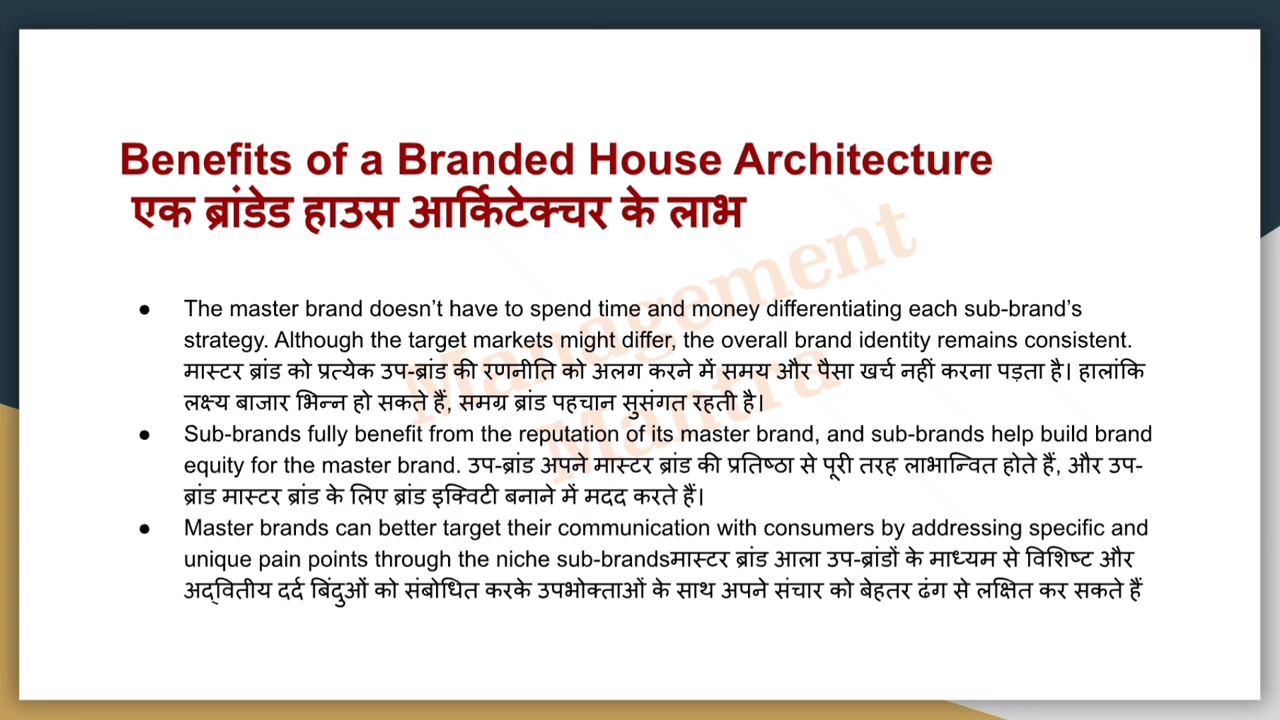 Benefits of a Branded House Architecture
एक ब्रांडेड हाउस आर्किटेक्चर के लाभ
Management
Mantra
● The master brand doesn’t have to spend time and money differentiating each sub-brand’s
strategy. Although the target markets might differ, the overall brand identity remains consistent.
मास्टर ब्रांड को प्रत्येक उप-ब्रांड की रणनीति को अलग करने में समय और पैसा खर्च नहीं करना पड़ता है। हालांकि
लक्ष्य बाजार भिन्न हो सकते हैं, समग्र ब्रांड पहचान सुसंगत रहती है।
● Sub-brands fully benefit from the reputation of its master brand, and sub-brands help build brand
equity for the master brand. उप-ब्रांड अपने मास्टर ब्रांड की प्रतिष्ठा से पूरी तरह लाभान्वित होते हैं, और उप-
ब्रांड मास्टर ब्रांड के लिए ब्रांड इक्विटी बनाने में मदद करते हैं।
● Master brands can better target their communication with consumers by addressing specific and
unique pain points through the niche sub-brandsमास्टर ब्रांड आला उप-ब्रांडों के माध्यम से विशिष्ट और
अद्वितीय दर्द बिंदुओं को संबोधित करके उपभोक्ताओं के साथ अपने संचार को बेहतर ढंग से लक्षित कर सकते हैं